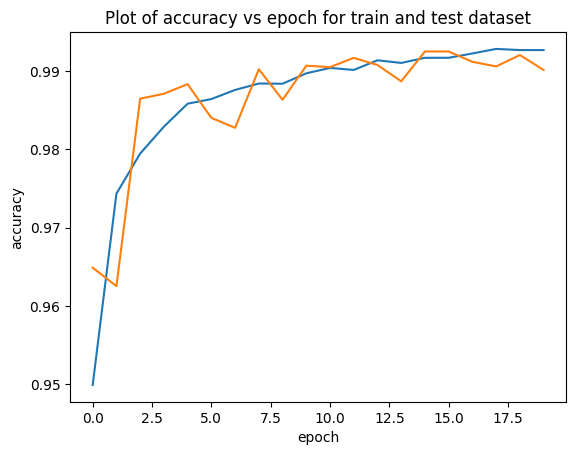 Plot of accuracy vs epoch for train and test dataset
0.99
0.98
0.97
0.96
0.95
accuracy
0.0 2.5 5.0 7.5 10.0 12.5 15.0 17.5
epoch